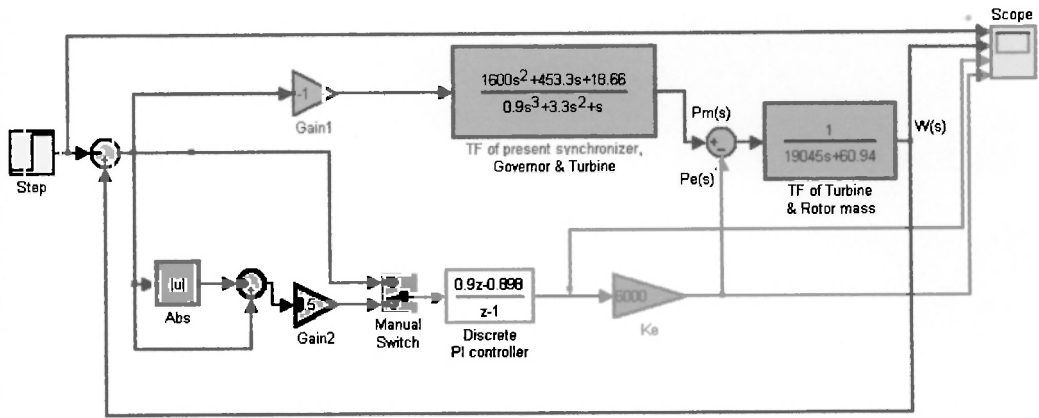 Scope
1600s²+453.3s+18.66
0.9s³+3.3s²+s
-1
Gain1
TF of present synchronizer,
Governor & Turbine
Pm(s)
Pe(s)
1
19045s+60.94
W(s)
TF of Turbine
& Rotor mass
Step
|u|
Abs
.5
Gain2
Manual
Switch
0.9z-0.898
z-1
Discrete
PI controller
6000
Ke